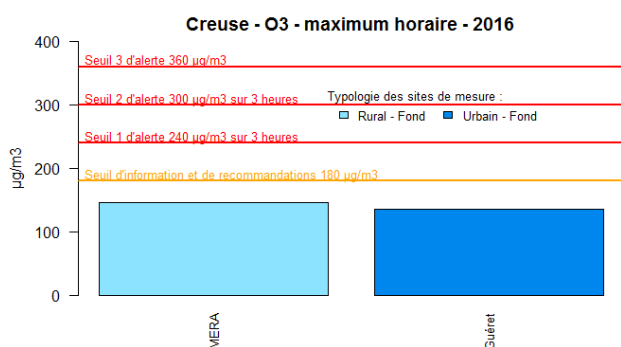 Creuse - O3 - maximum horaire - 2016
400
300
200
100
0
µg/m3
Seuil 3 d'alerte 360 µg/m3
Seuil 2 d'alerte 300 µg/m3 sur 3 heures
Seuil 1 d'alerte 240 µg/m3 sur 3 heures
Seuil d'information et de recommandations 180 µg/m3
Typologie des sites de mesure :
Rural - Fond
Urbain - Fond
MERA
Guéret